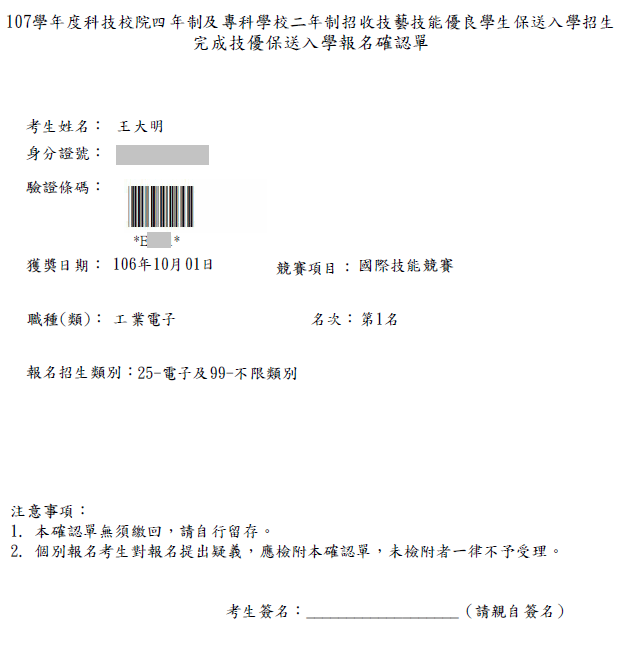 107學年度科技校院四年制及專科學校二年制招收技藝技能優良學生保送入學招生
完成技優保送入學報名確認單
考生姓名： 王大明
身分證號：
驗證條碼：
*E *
獲獎日期： 106年10月01日 競賽項目：國際技能競賽
職種(類)： 工業電子 名次：第1名
報名招生類別：25-電子及99-不限類別
注意事項：
1. 本確認單無須繳回，請自行留存。
2. 個別報名考生對報名提出疑義，應檢附本確認單，未檢附者一律不予受理。
考生簽名：___________________（請親自簽名）